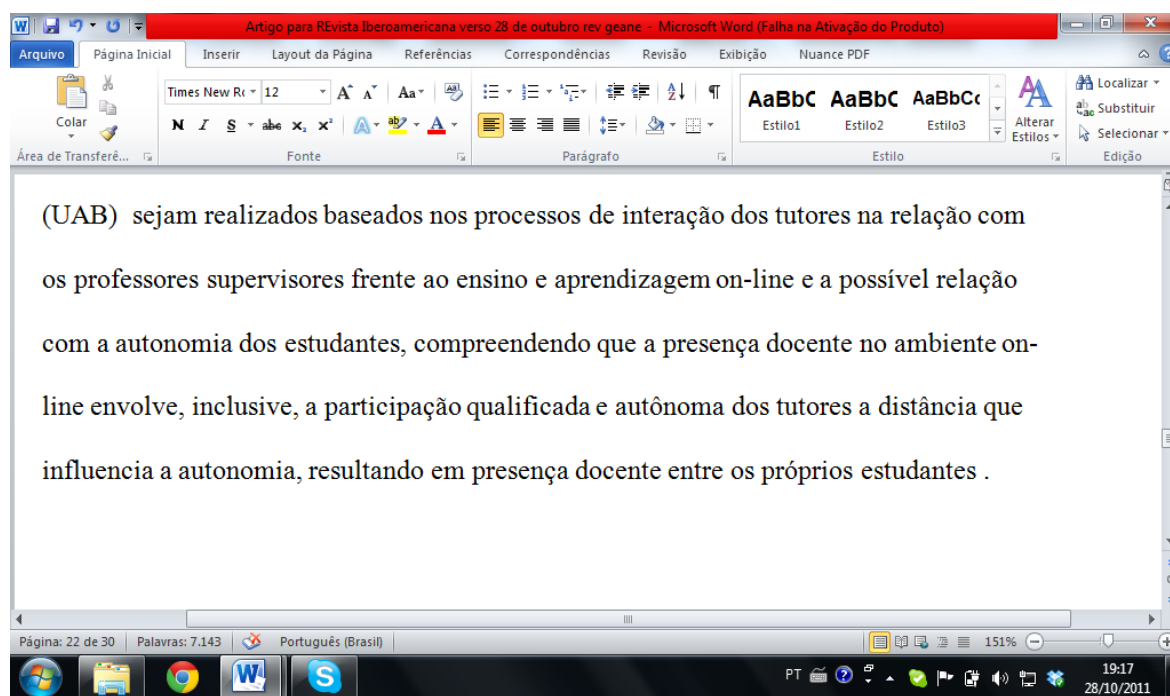 Artigo para REvista Iberoamericana verso 28 de outubro rev geane - Microsoft Word (Falha na Ativação do Produto)
Arquivo Página Inicial Inserir Layout da Página Referências Correspondências Revisão Exibição Nuance PDF
Colar
Times New Ro 12
N I S abc x₂ x²
Aa
AaBbC AaBbC AaBbCc
Estilo1 Estilo2 Estilo3
Alterar Estilos
Localizar
Substituir
Selecionar
Área de Transferê... Fonte Parágrafo Estilo Edição
(UAB) sejam realizados baseados nos processos de interação dos tutores na relação com
os professores supervisores frente ao ensino e aprendizagem on-line e a possível relação
com a autonomia dos estudantes, compreendendo que a presença docente no ambiente on-
line envolve, inclusive, a participação qualificada e autônoma dos tutores a distância que
influencia a autonomia, resultando em presença docente entre os próprios estudantes .
Página: 22 de 30 Palavras: 7.143 Português (Brasil) 151%
PT 19:17
28/10/2011